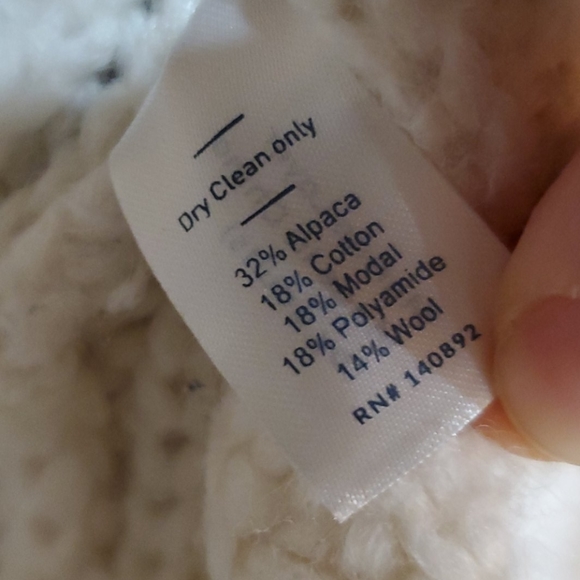 Dry Clean only
32% Alpaca
18% Cotton
18% Modal
18% Polyamide
14% Wool
RN# 140892